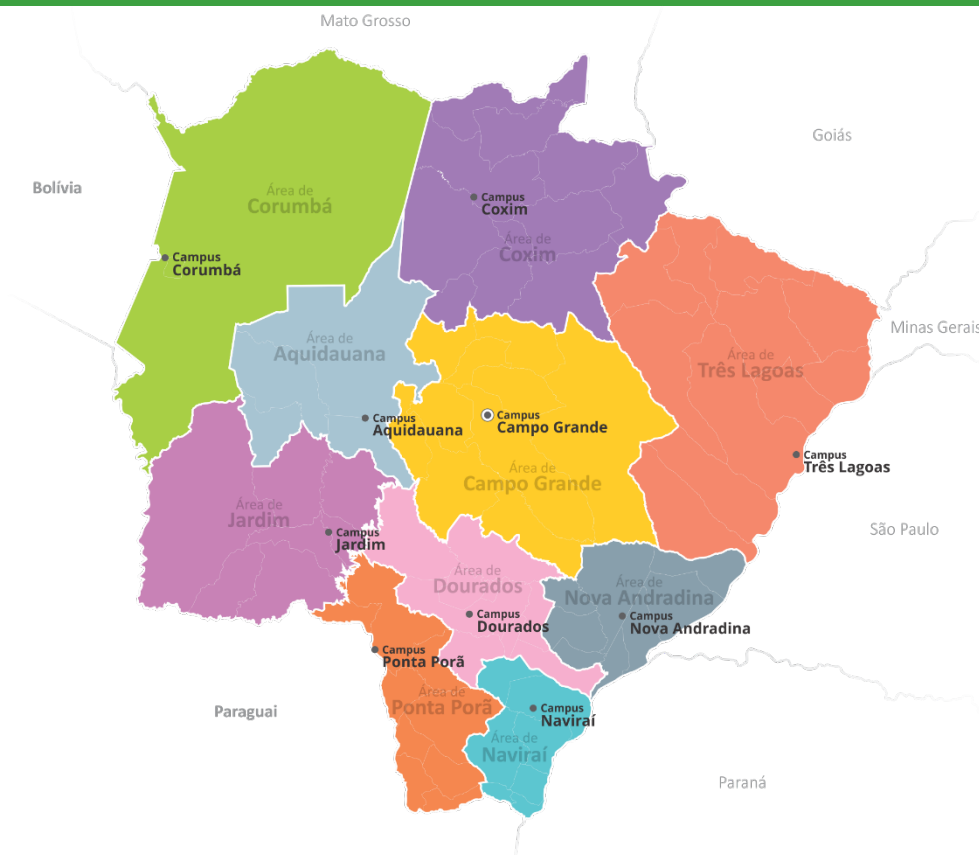 Mato Grosso
Goiás
Bolívia
Área de
Corumbá
Campus
Coxim
Área de
Coxim
Campus
Corumbá
Minas Gerais
Área de
Aquidauana
Área de
Três Lagoas
Campus
Aquidauana
Campus
Campo Grande
Campus
Três Lagoas
Área de
Campo Grande
Área de
Jardim
São Paulo
Campus
Jardim
Área de
Dourados
Área de
Nova Andradina
Campus
Dourados
Campus
Nova Andradina
Campus
Ponta Porã
Área de
Ponta Porã
Paraguai
Campus
Naviraí
Área de
Naviraí
Paraná